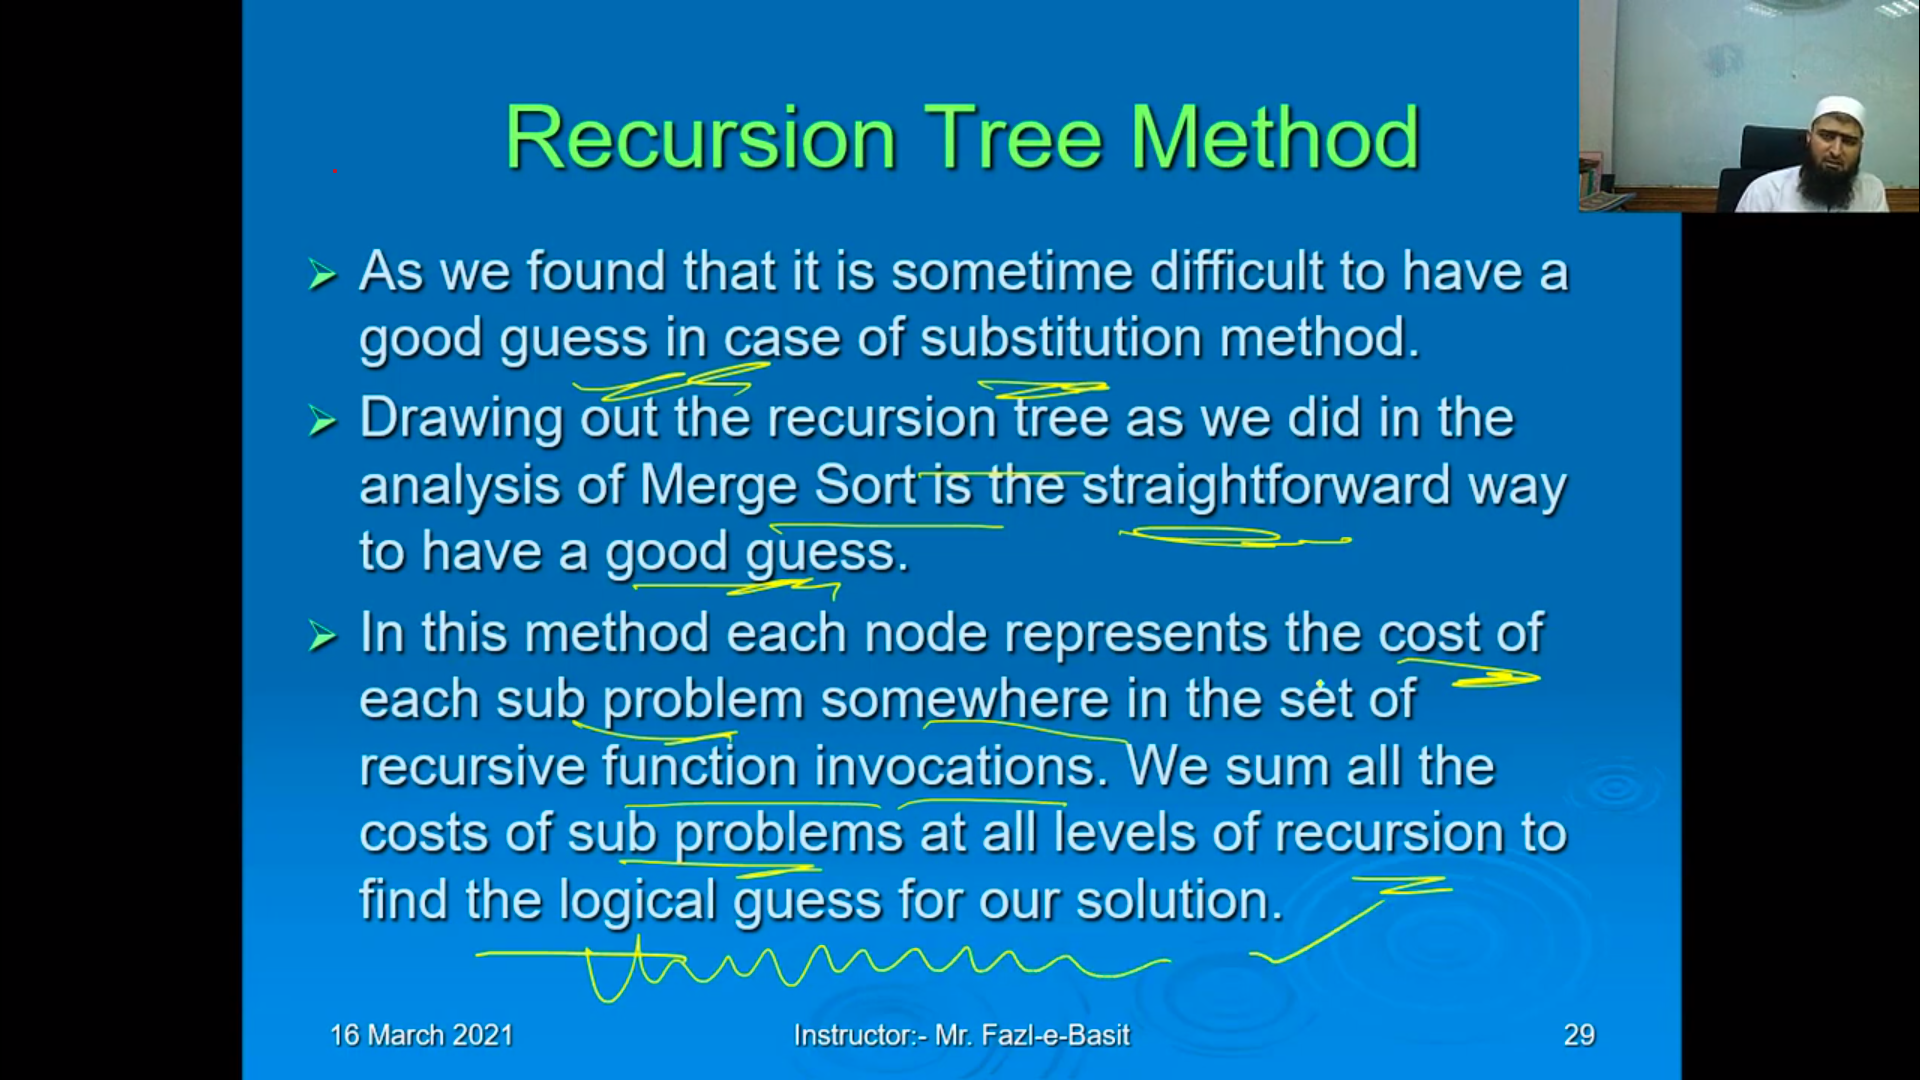 Recursion Tree Method
As we found that it is sometime difficult to have a
good guess in case of substitution method.
Drawing out the recursion tree as we did in the
analysis of Merge Sort is the straightforward way
to have a good guess.
In this method each node represents the cost of
each sub problem somewhere in the set of
recursive function invocations. We sum all the
costs of sub problems at all levels of recursion to
find the logical guess for our solution.
16 March 2021
Instructor:- Mr. Fazl-e-Basit
29